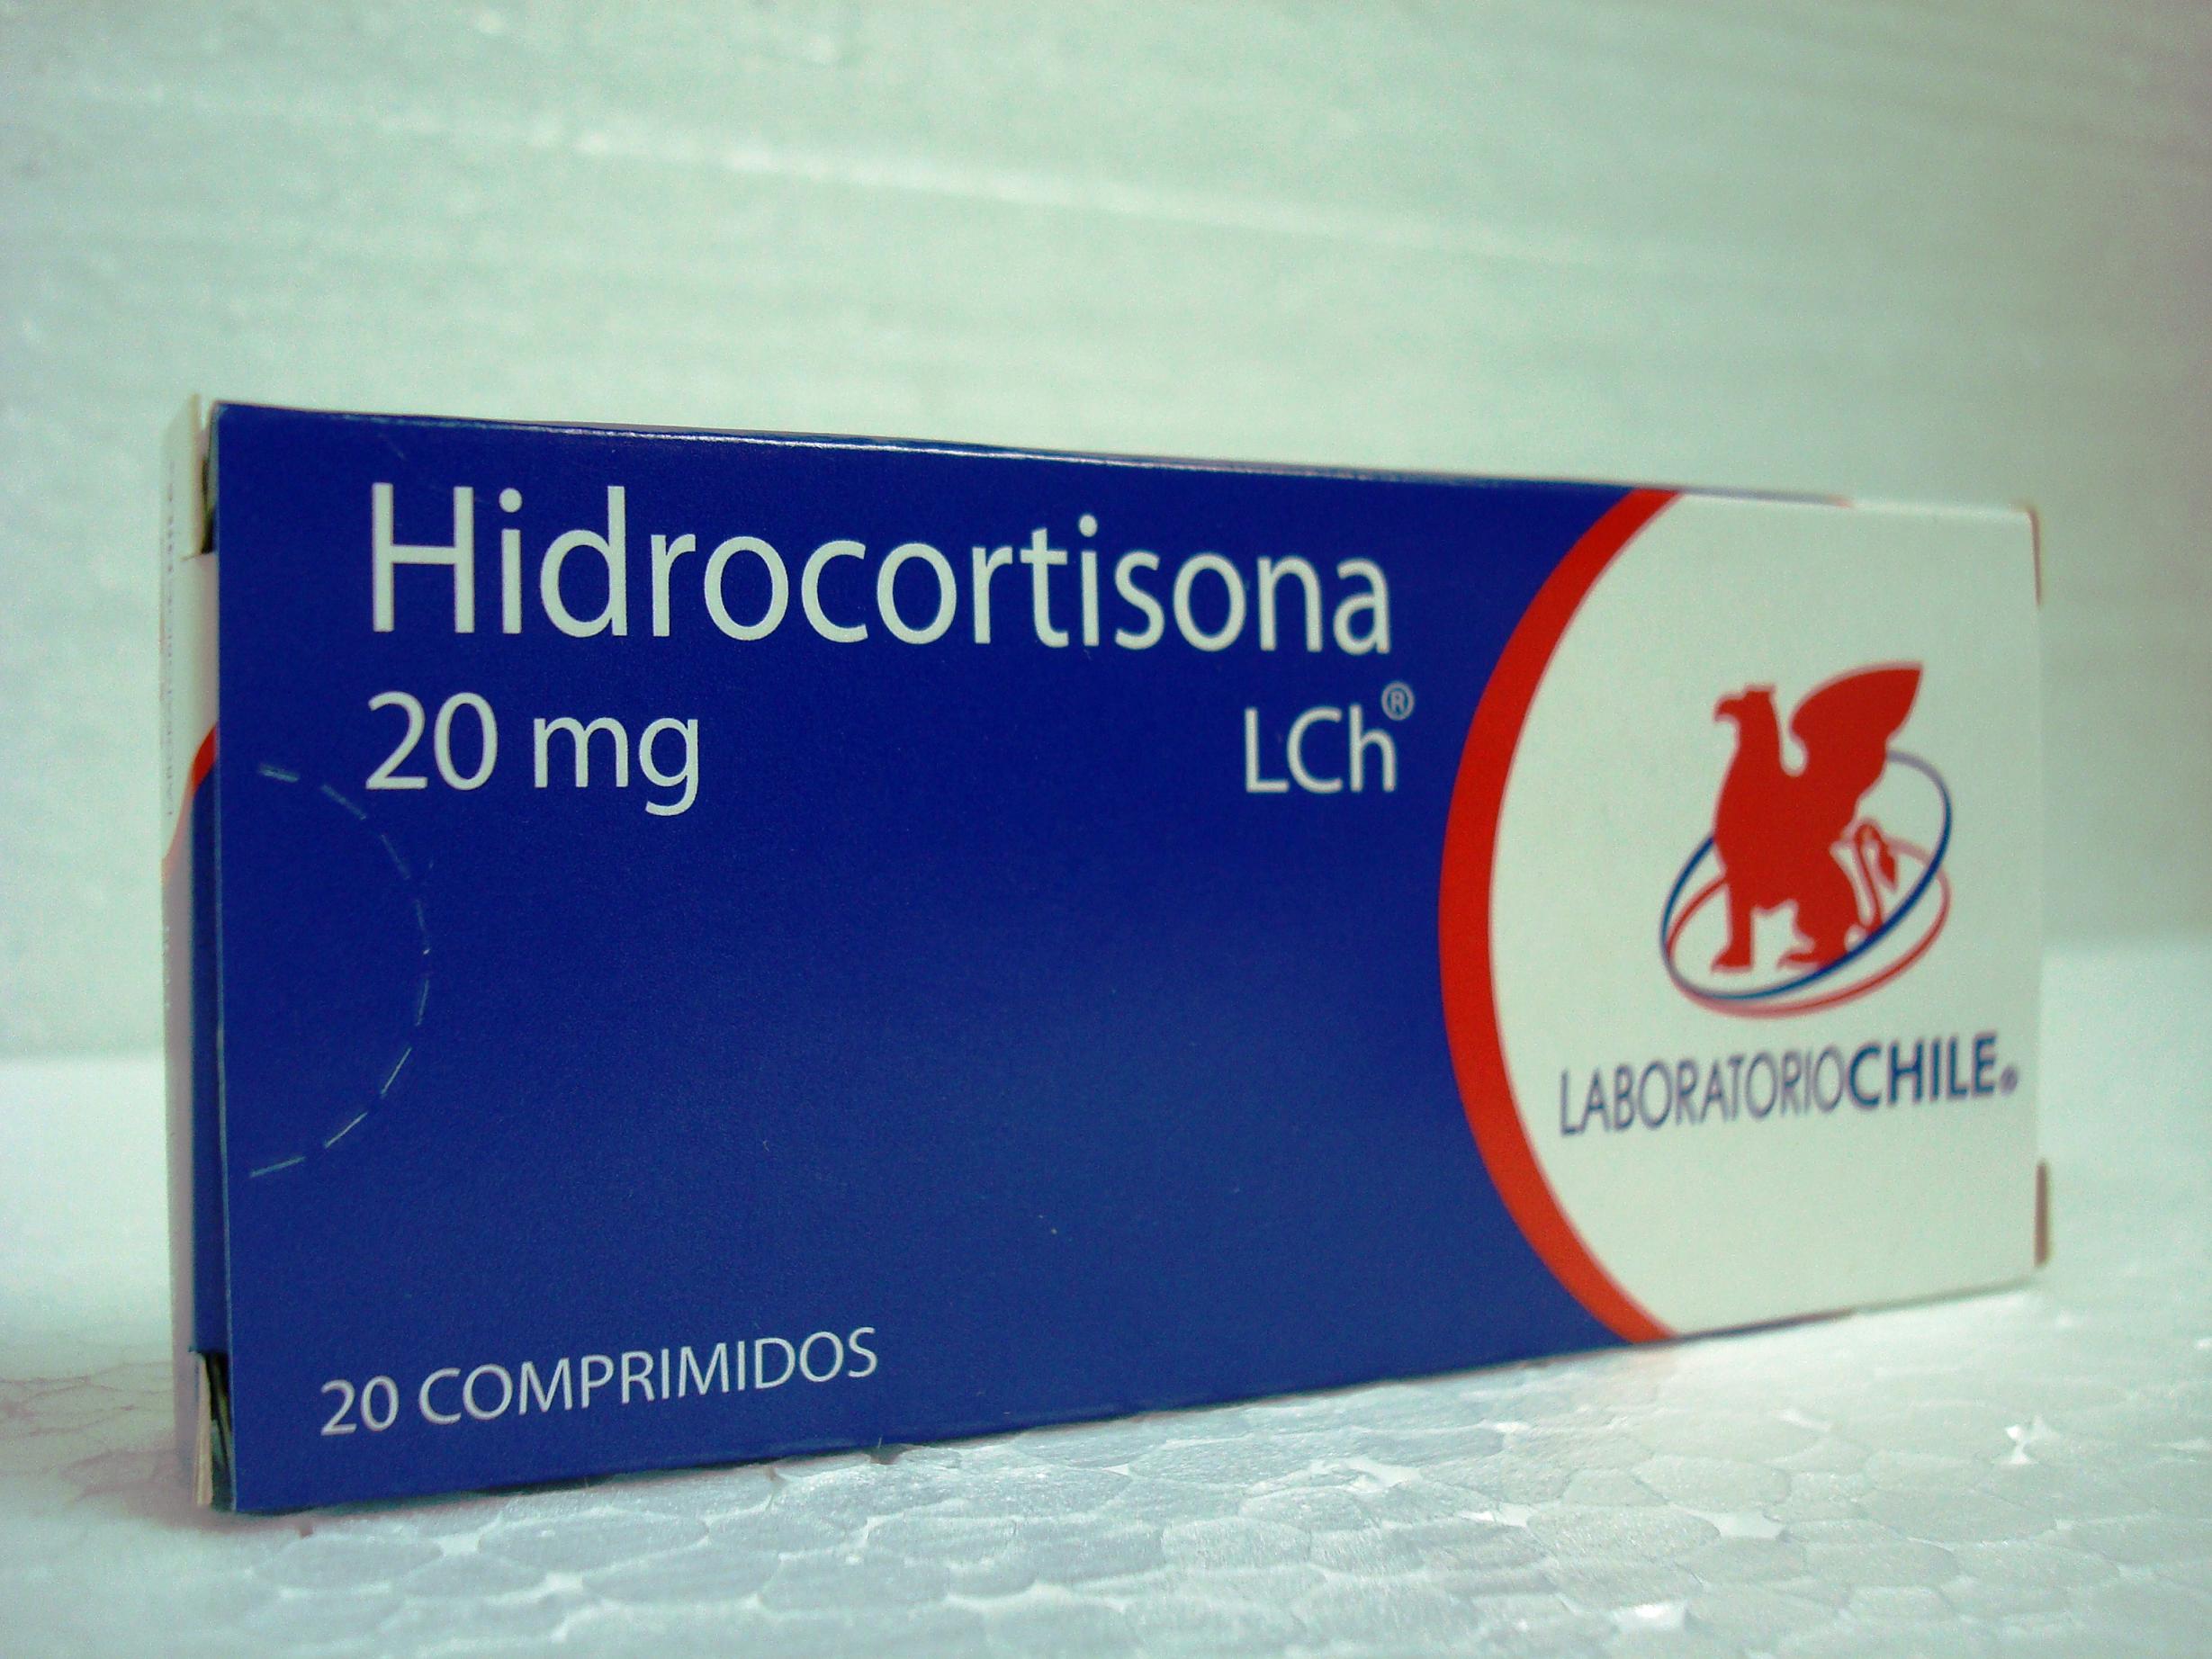 Hidrocortisona
20 mg LCh®
LABORATORIOCHILE®
20 COMPRIMIDOS